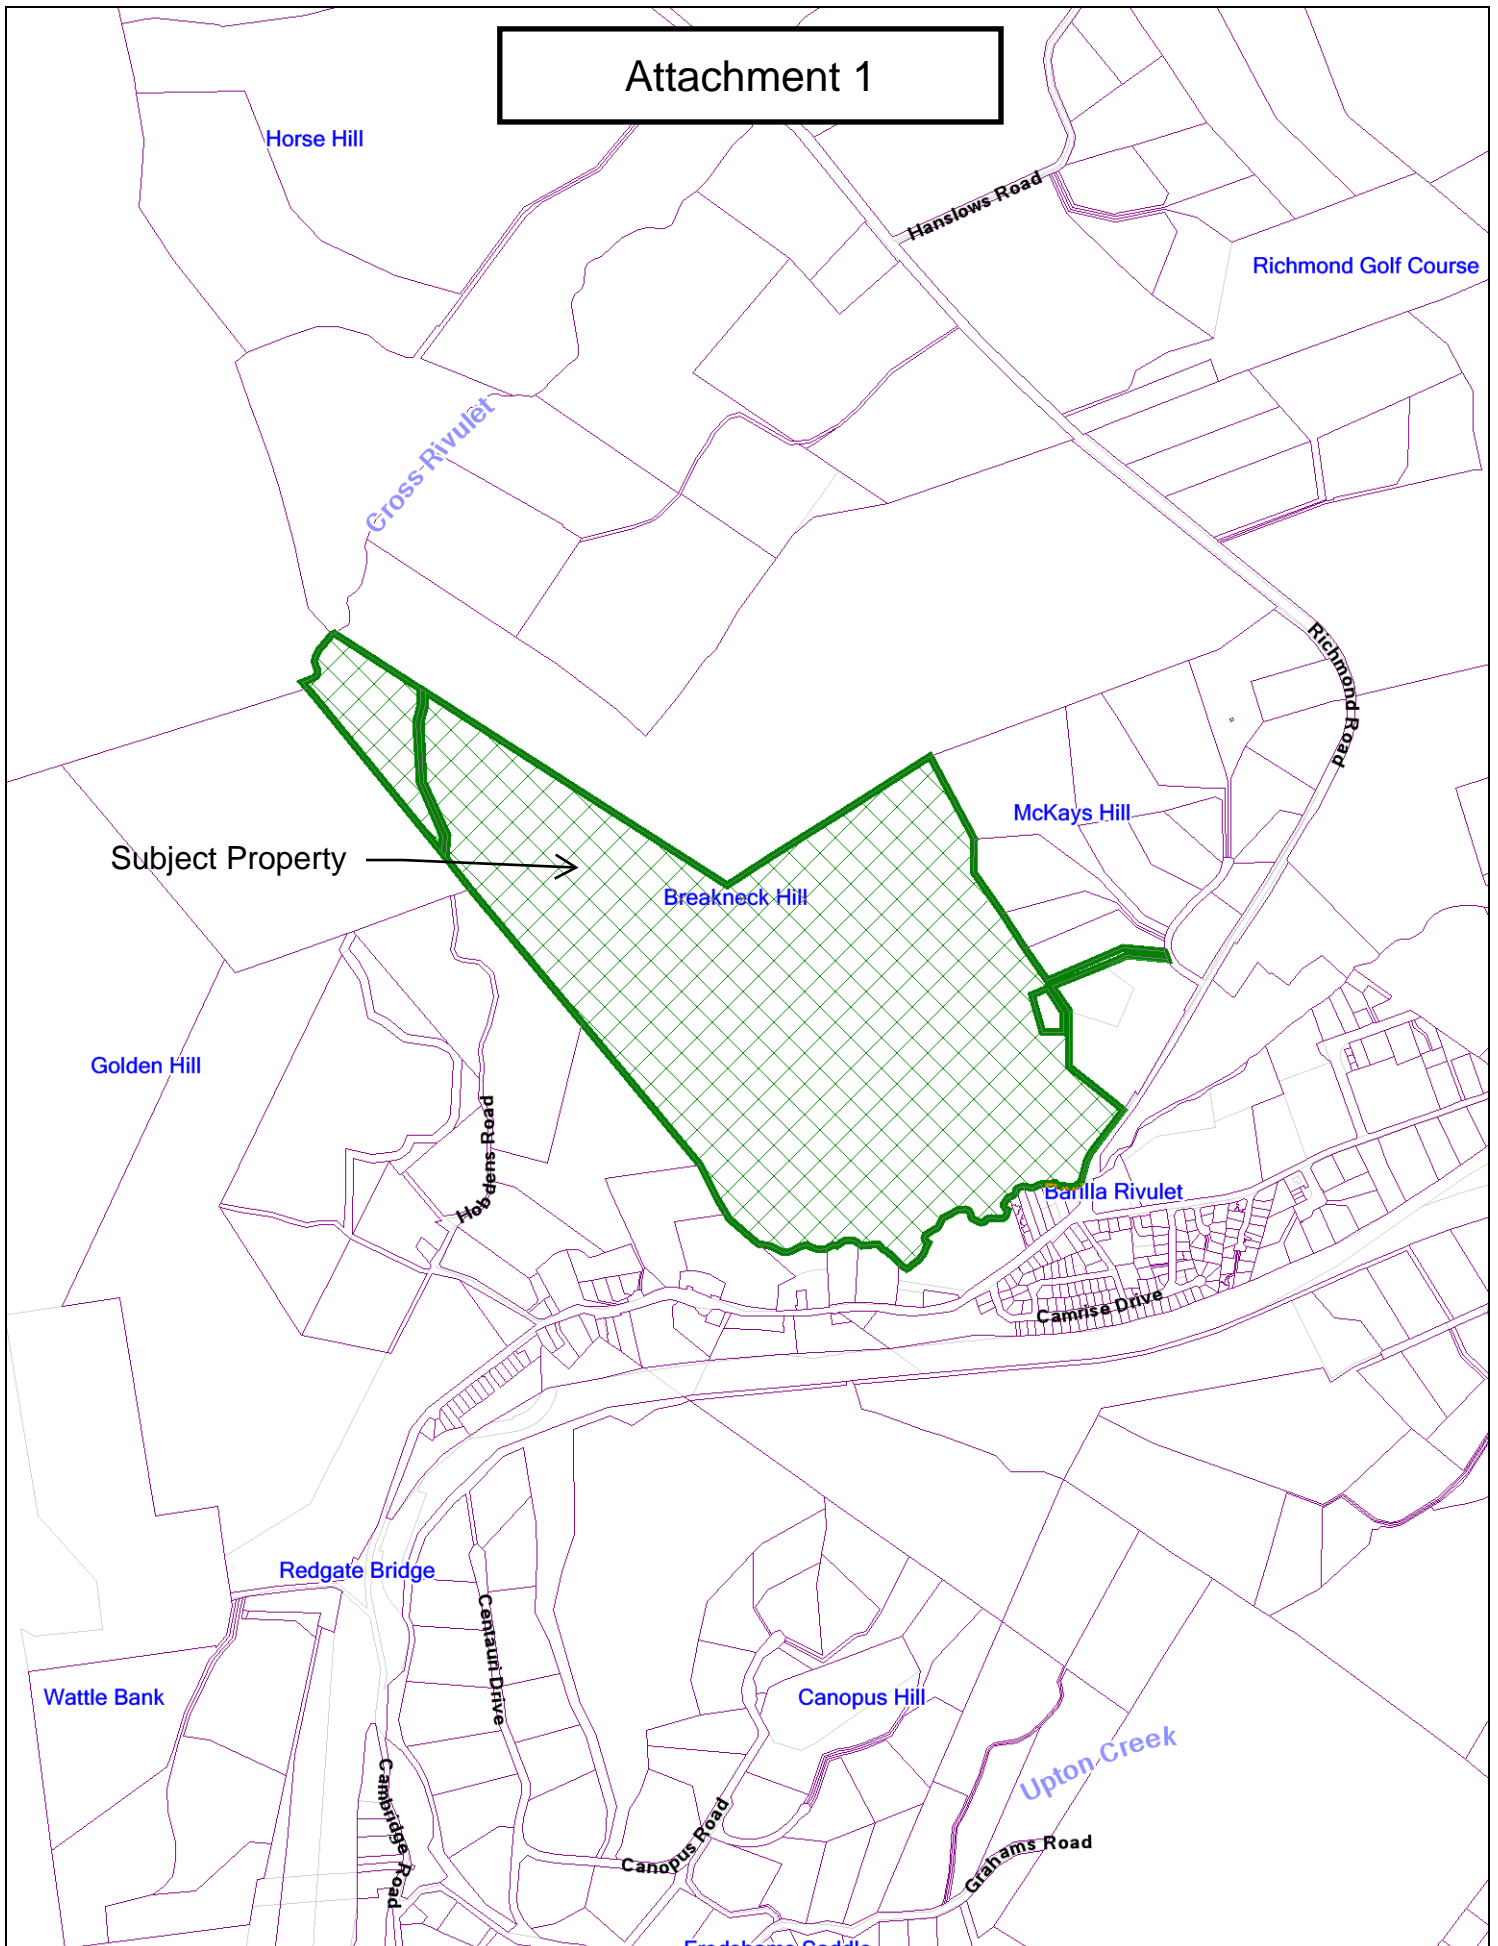 Attachment 1
Horse Hill
Hanslows Road
Richmond Golf Course
Cross Rivulet
Richmond Road
McKays Hill
Subject Property
Breakneck Hill
Golden Hill
Hobdens Road
Barilla Rivulet
Camrise Drive
Redgate Bridge
Centauri Drive
Wattle Bank
Canopus Hill
Upton Creek
Cambridge Road
Canopus Road
Grahams Road